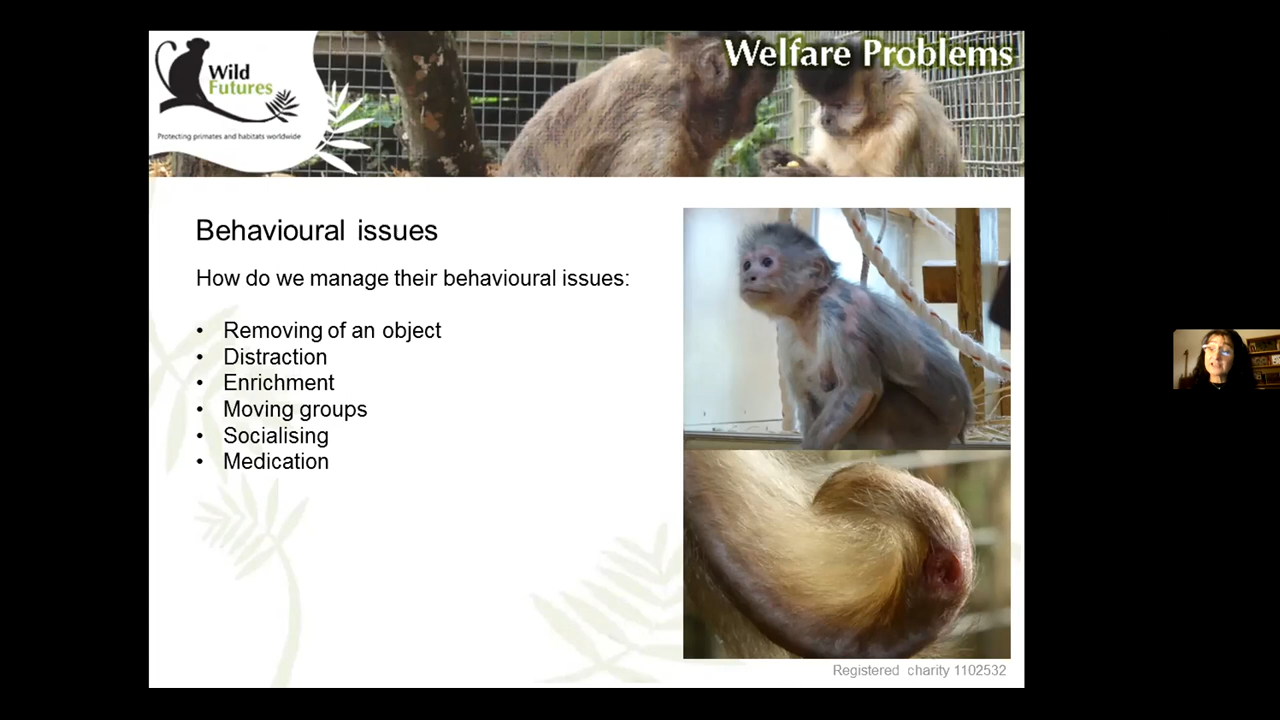 Welfare Problems
Wild
Futures
Protecting primates and habitats worldwide
Behavioural issues
How do we manage their behavioural issues:
• Removing of an object
• Distraction
• Enrichment
• Moving groups
• Socialising
• Medication
Registered charity 1102532